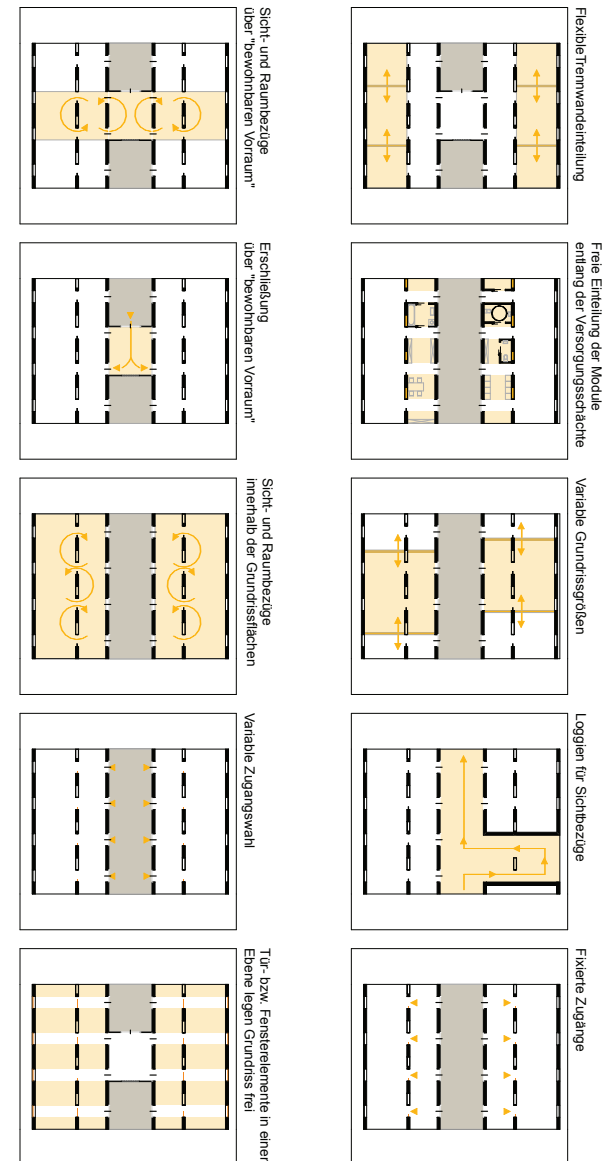 FlexibleTrennwandeinteilung
Freie Einteilung der Module
entlang der Versorgungsschächte
Variable Grundrissgrößen
Loggien für Sichtbezüge
Fixierte Zugänge
Sicht- und Raumbezüge
über "bewohnbaren Vorraum"
Erschließung
über "bewohnbaren Vorraum"
Sicht- und Raumbezüge
innerhalb der Grundrissflächen
Variable Zugangswahl
Tür- bzw. Fensterelemente in einer
Ebene legen Grundriss frei